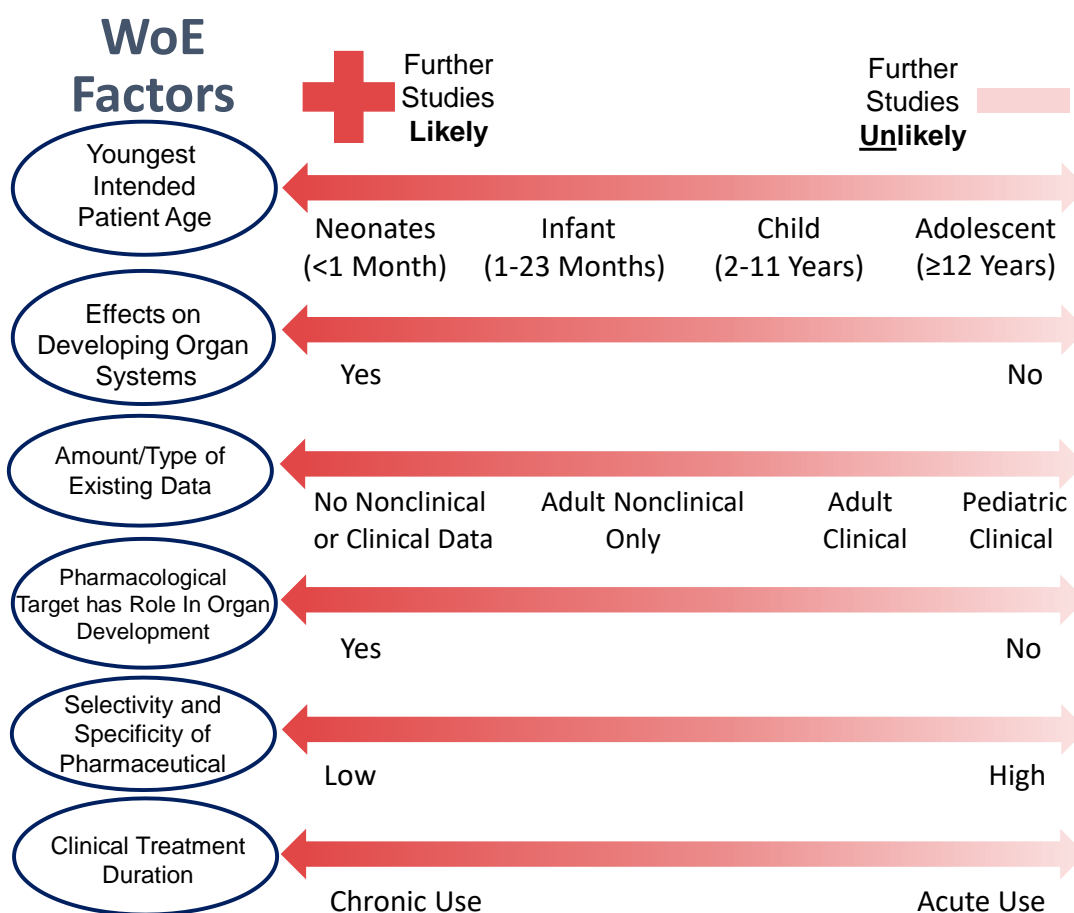 WoE
Factors
Further
Studies
Likely
Further
Studies
Unlikely
Youngest
Intended
Patient Age
Neonates
(<1 Month)
Infant
(1-23 Months)
Child
(2-11 Years)
Adolescent
(≥12 Years)
Effects on
Developing Organ
Systems
Yes
No
Amount/Type of
Existing Data
No Nonclinical
or Clinical Data
Adult Nonclinical
Only
Adult
Clinical
Pediatric
Clinical
Pharmacological
Target has Role In Organ
Development
Yes
No
Selectivity and
Specificity of
Pharmaceutical
Low
High
Clinical Treatment
Duration
Chronic Use
Acute Use